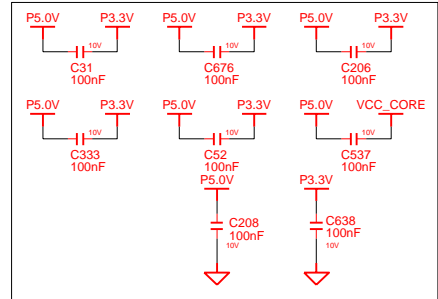 P5.0V P3.3V P5.0V P3.3V P5.0V P3.3V
10V 10V 10V
C31 C676 C206
100nF 100nF 100nF
P5.0V P3.3V P5.0V P3.3V P5.0V VCC_CORE
10V 10V 10V
C333 C52 C537
100nF 100nF 100nF
P5.0V P3.3V
C208 C638
100nF 100nF
10V 10V